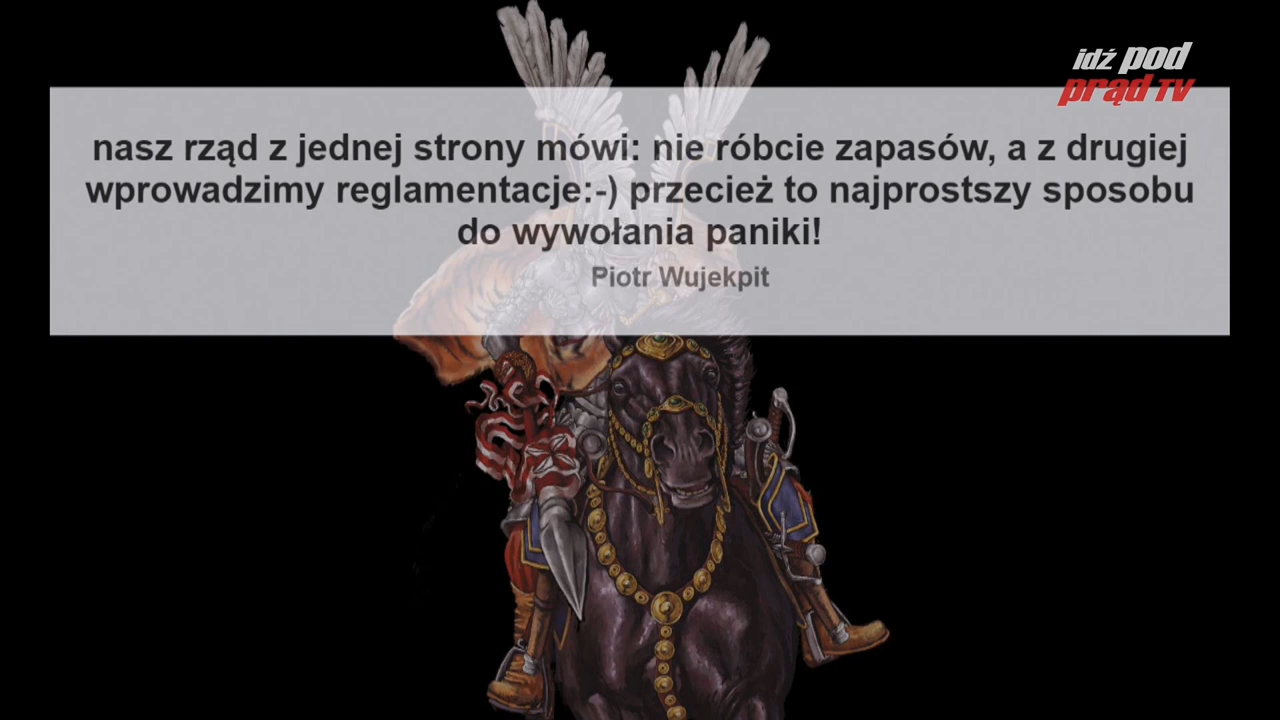 idź pod
prąd TV
nasz rząd z jednej strony mówi: nie róbcie zapasów, a z drugiej
wprowadzimy reglamentacje:-) przecież to najprostszy sposobu
do wywołania paniki!
Piotr Wujekpit